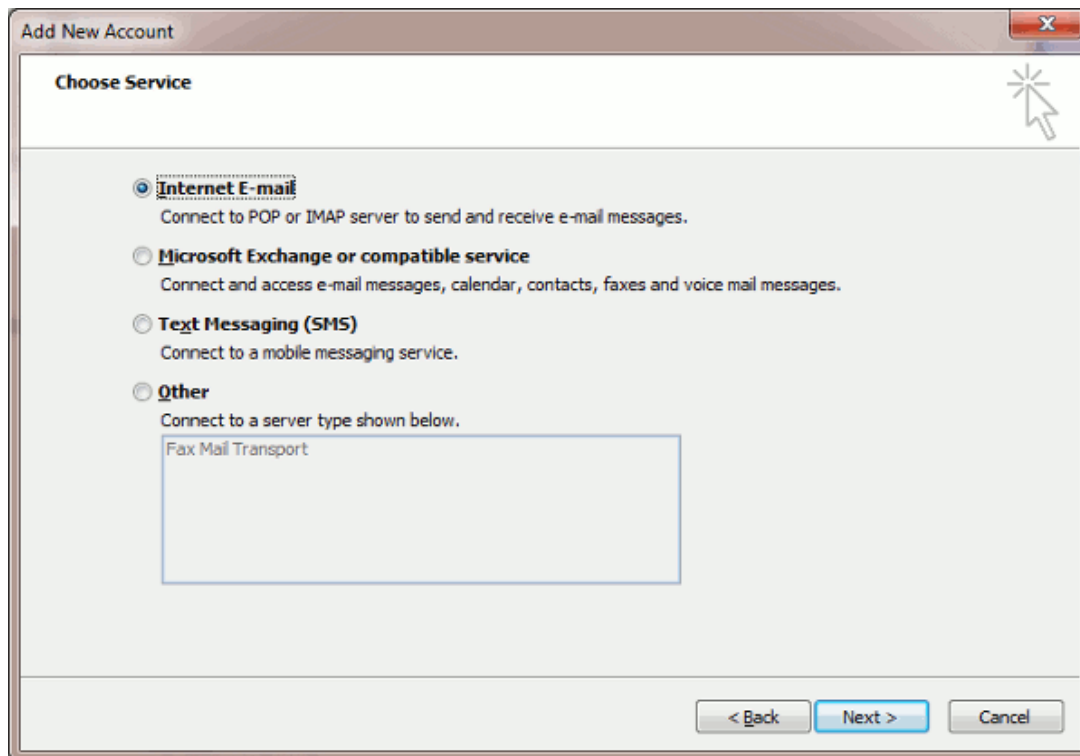 Add New Account
Choose Service
Internet E-mail
Connect to POP or IMAP server to send and receive e-mail messages.
Microsoft Exchange or compatible service
Connect and access e-mail messages, calendar, contacts, faxes and voice mail messages.
Text Messaging (SMS)
Connect to a mobile messaging service.
Other
Connect to a server type shown below.
Fax Mail Transport
< Back Next > Cancel